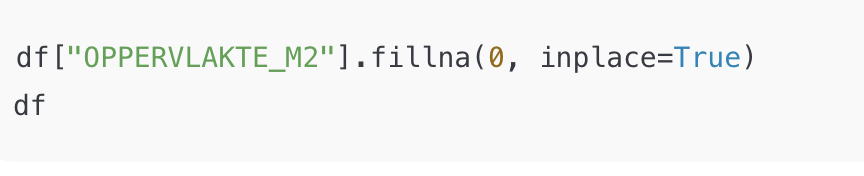 df["OPPERVLAKTE_M2"].fillna(0, inplace=True)
df